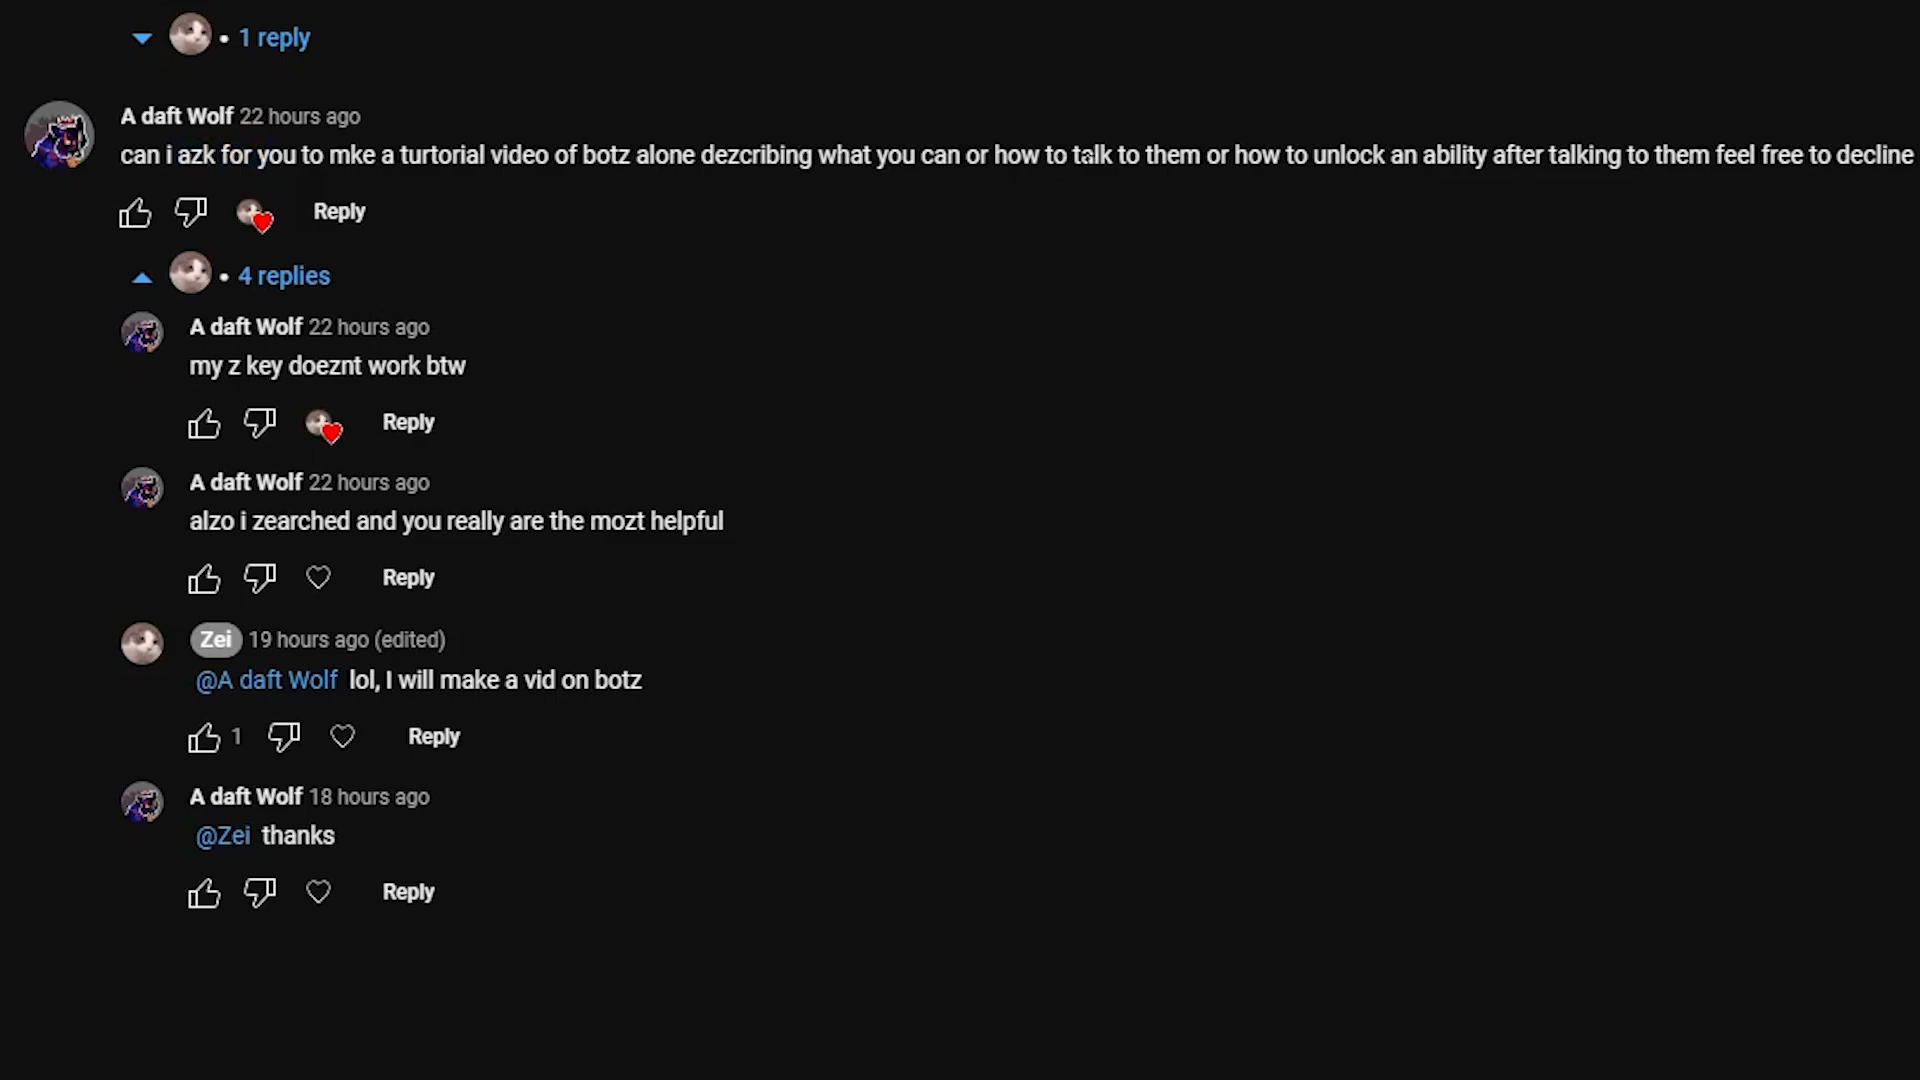 • 1 reply
A daft Wolf 22 hours ago
can i azk for you to mke a turtorial video of botz alone dezcribing what you can or how to talk to them or how to unlock an ability after talking to them feel free to decline
Reply
• 4 replies
A daft Wolf 22 hours ago
my z key doeznt work btw
Reply
A daft Wolf 22 hours ago
alzo i zearched and you really are the mozt helpful
Reply
Zei 19 hours ago (edited)
@A daft Wolf lol, I will make a vid on botz
1 Reply
A daft Wolf 18 hours ago
@Zei thanks
Reply